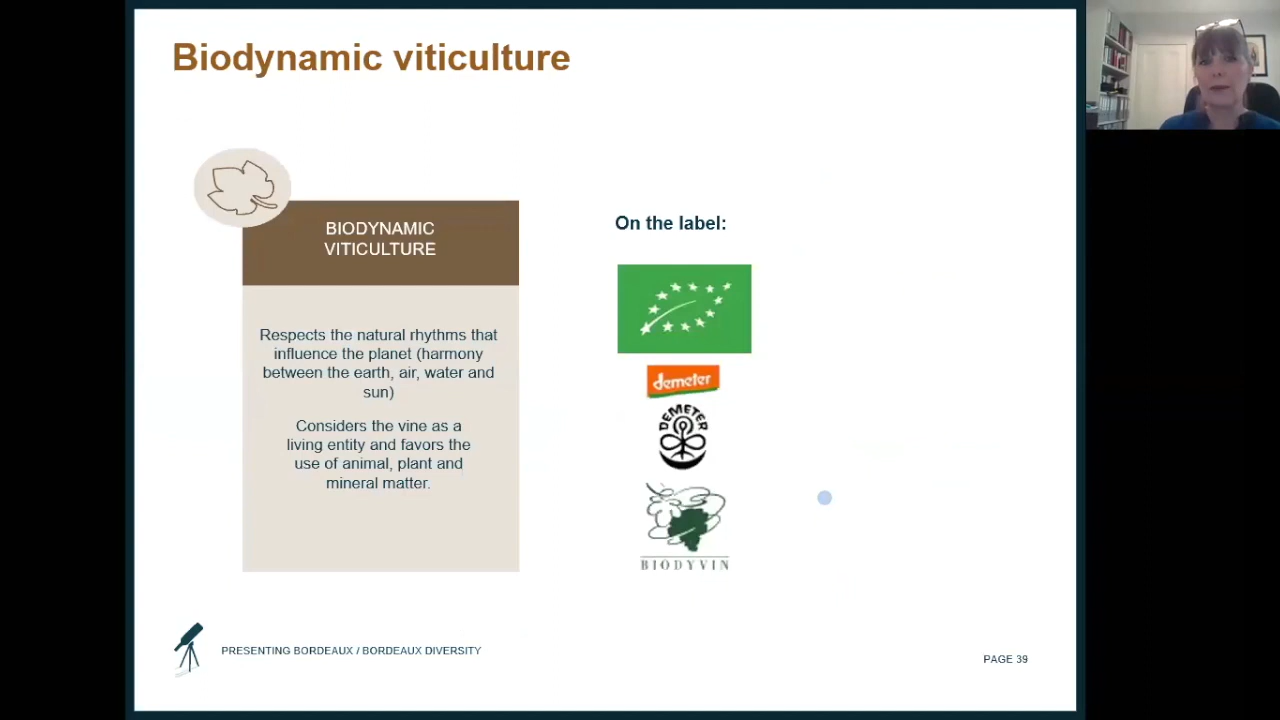 Biodynamic viticulture
BIODYNAMIC
VITICULTURE
Respects the natural rhythms that
influence the planet (harmony
between the earth, air, water and
sun)
Considers the vine as a
living entity and favors the
use of animal, plant and
mineral matter.
On the label:
demeter
DEMETER
BIODYVIN
PRESENTING BORDEAUX / BORDEAUX DIVERSITY
PAGE 39